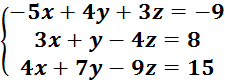 −5x + 4y + 3z = −9
3x + y − 4z = 8
4x + 7y − 9z = 15